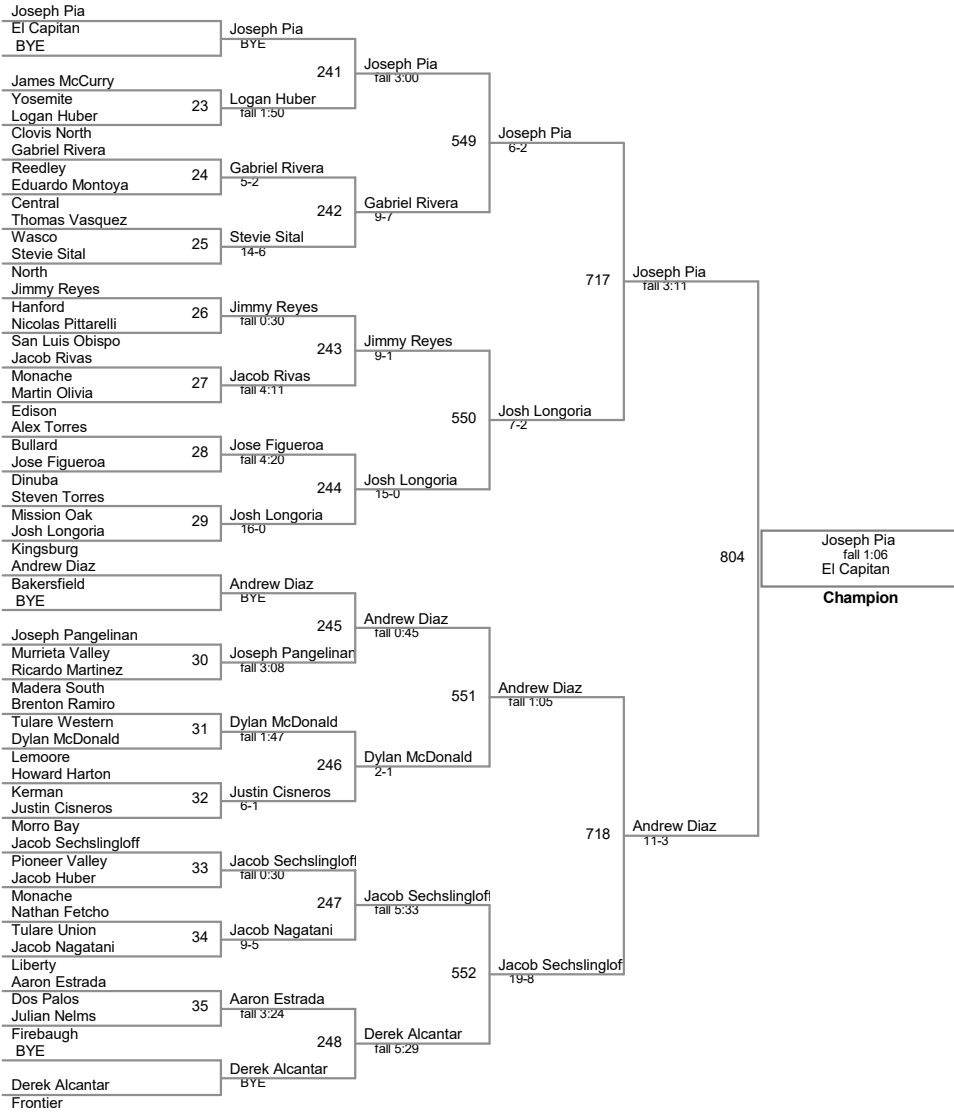 Joseph Pia
El Capitan
BYE
James McCurry
Yosemite
23
Logan Huber
Clovis North
Gabriel Rivera
Reedley
24
Eduardo Montoya
Central
Thomas Vasquez
Wasco
25
Stevie Sital
North
Jimmy Reyes
Hanford
26
Nicolas Pittarelli
San Luis Obispo
Jacob Rivas
Monache
27
Martin Olivia
Edison
Alex Torres
Bullard
28
Jose Figueroa
Dinuba
Steven Torres
Mission Oak
29
Josh Longoria
Kingsburg
Andrew Diaz
Bakersfield
BYE
Joseph Pangelinan
Murrieta Valley
30
Ricardo Martinez
Madera South
Brenton Ramiro
Tulare Western
31
Dylan McDonald
Lemoore
Howard Harton
Kerman
32
Justin Cisneros
Morro Bay
Jacob Sechslingloff
Pioneer Valley
33
Jacob Huber
Monache
Nathan Fetcho
Tulare Union
34
Jacob Nagatani
Liberty
Aaron Estrada
Dos Palos
35
Julian Nelms
Firebaugh
BYE
Derek Alcantar
Frontier
Joseph Pia
BYE
241
Logan Huber
fall 1:50
Gabriel Rivera
5-2
242
Stevie Sital
14-6
Jimmy Reyes
fall 0:30
243
Jacob Rivas
fall 4:11
Jose Figueroa
fall 4:20
244
Josh Longoria
16-0
Andrew Diaz
BYE
245
Joseph Pangelinan
fall 3:08
Dylan McDonald
fall 1:47
246
Justin Cisneros
6-1
Jacob Sechslingloff
fall 0:30
247
Jacob Nagatani
9-5
Aaron Estrada
fall 3:24
248
Derek Alcantar
BYE
Joseph Pia
fall 3:00
549
Gabriel Rivera
9-7
Jimmy Reyes
9-1
550
Josh Longoria
15-0
Andrew Diaz
fall 0:45
551
Dylan McDonald
2-1
Jacob Sechslingloff
fall 5:33
552
Derek Alcantar
fall 5:29
Joseph Pia
6-2
717
Josh Longoria
7-2
Andrew Diaz
fall 1:05
718
Jacob Sechslinglof
19-8
Joseph Pia
fall 3:11
804
Andrew Diaz
11-3
Joseph Pia
fall 1:06
El Capitan
Champion